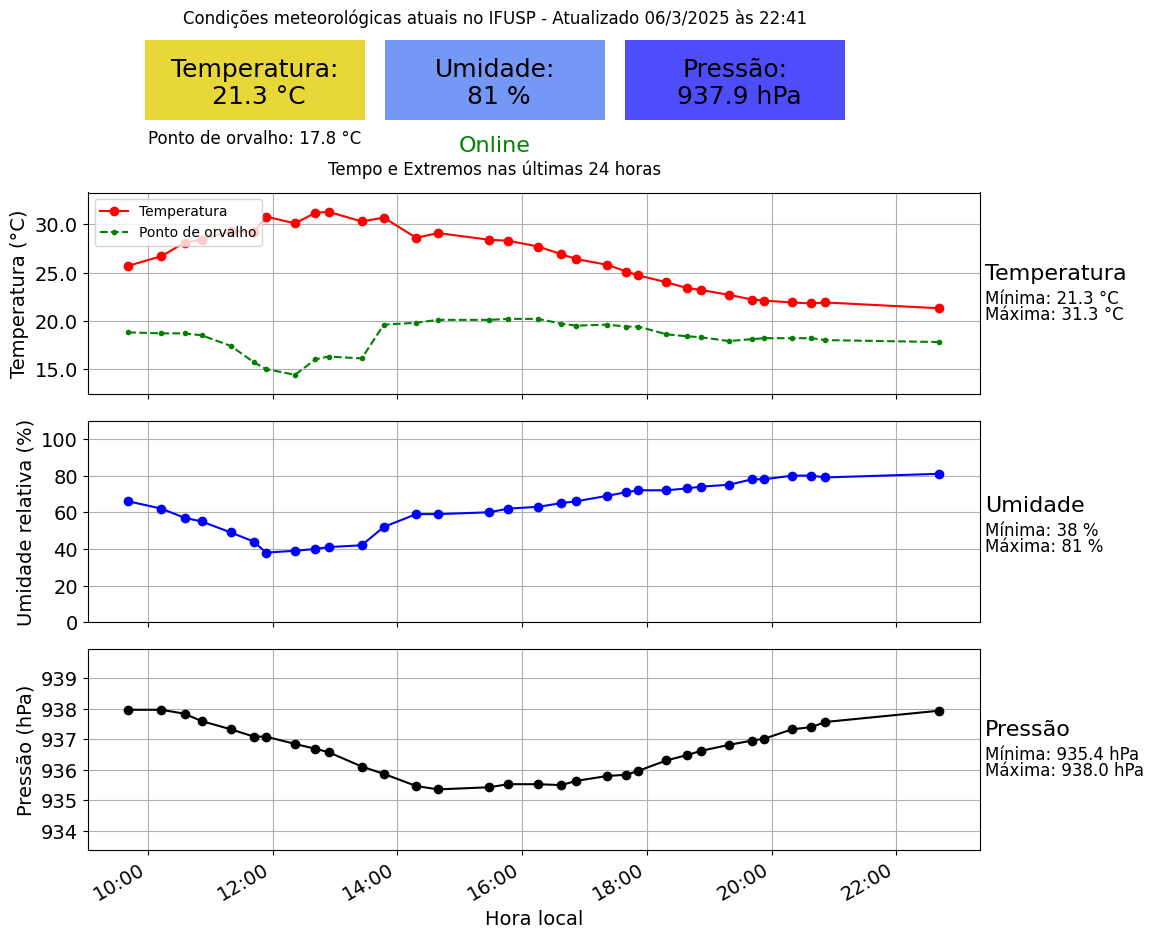 Condições meteorológicas atuais no IFUSP - Atualizado 06/3/2025 às 22:41
Temperatura:
21.3 °C
Umidade:
81 %
Pressão:
937.9 hPa
Ponto de orvalho: 17.8 °C
Online
Tempo e Extremos nas últimas 24 horas
Temperatura (°C)
30.0
25.0
20.0
15.0
Temperatura
Ponto de orvalho
Temperatura
Mínima: 21.3 °C
Máxima: 31.3 °C
Umidade relativa (%)
100
80
60
40
20
0
Umidade
Mínima: 38 %
Máxima: 81 %
Pressão (hPa)
939
938
937
936
935
934
Pressão
Mínima: 935.4 hPa
Máxima: 938.0 hPa
10:00 12:00 14:00 16:00 18:00 20:00 22:00
Hora local